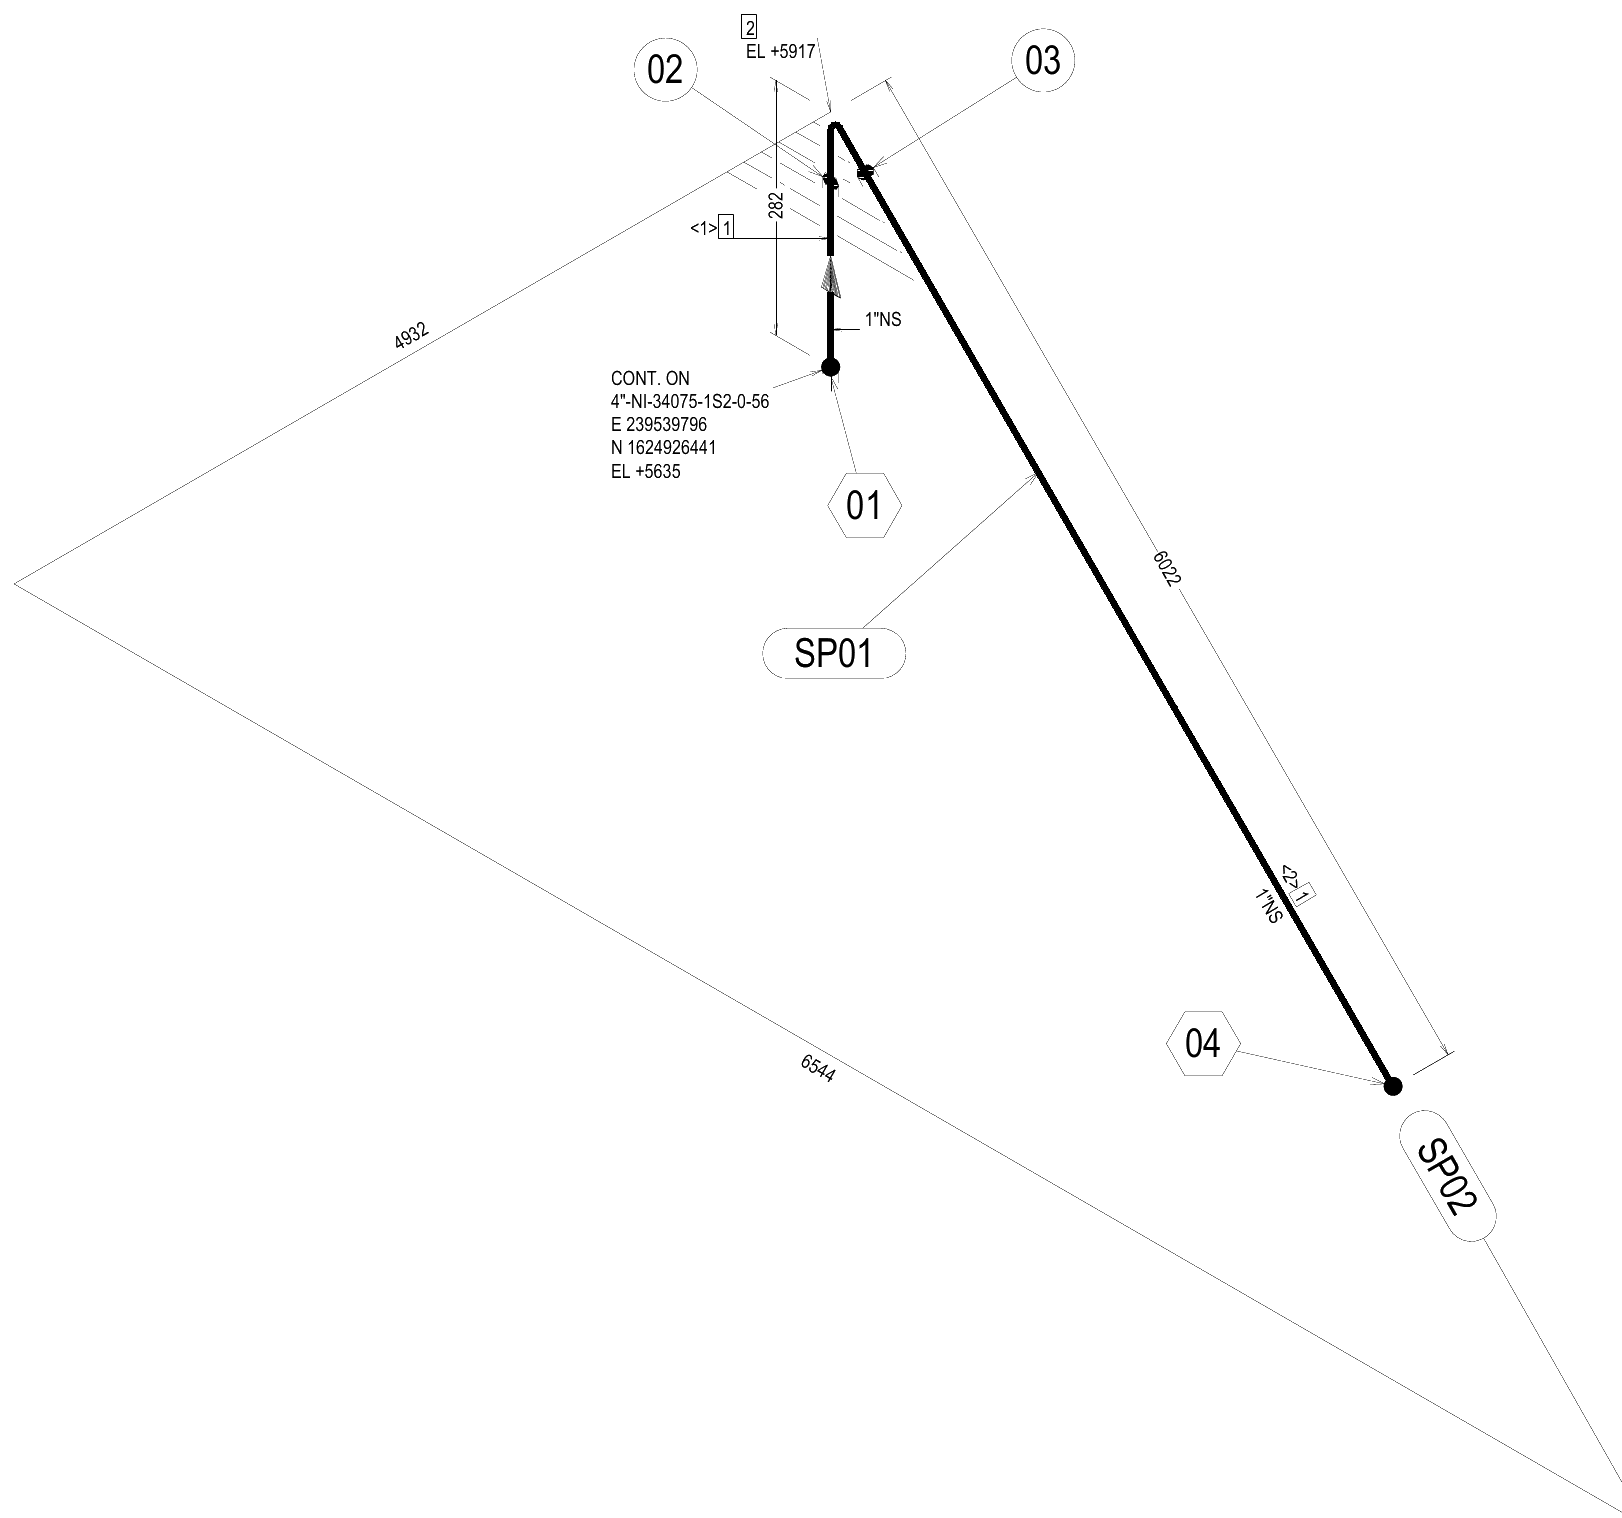 2
EL +5917
02
03
282
<1> 1
1"NS
4932
CONT. ON
4"-NI-34075-1S2-0-56
E 239539796
N 1624926441
EL +5635
01
6022
SP01
<2> 1
1"NS
04
6544
SP02